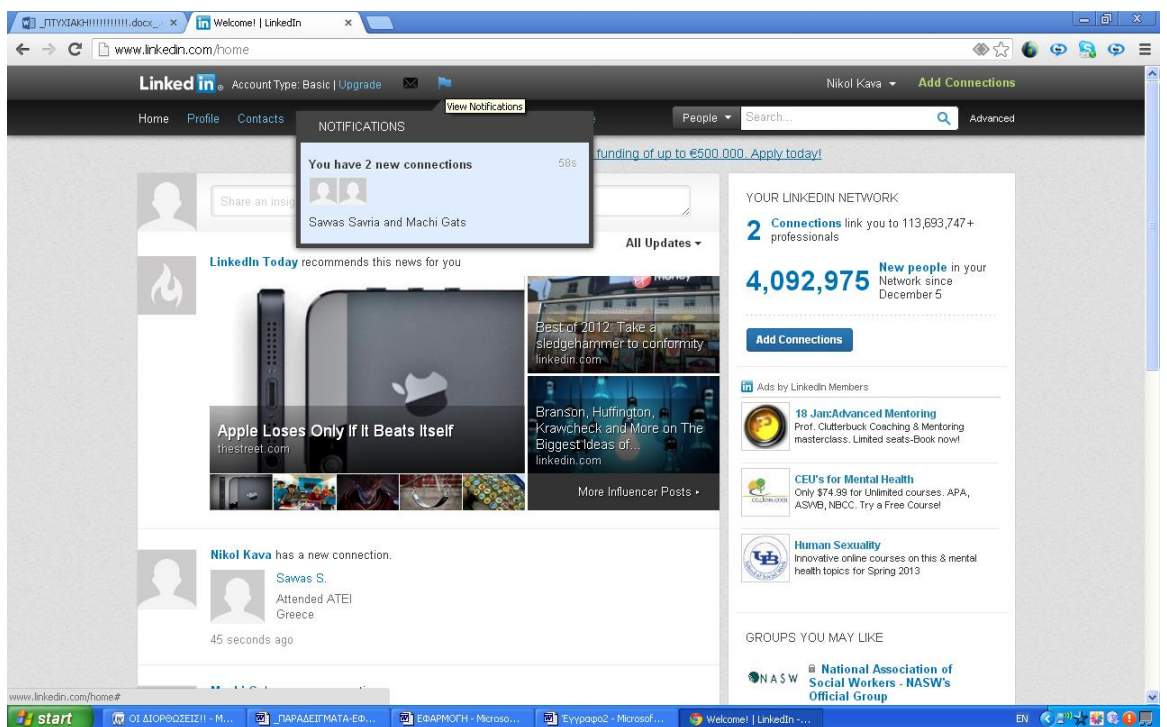 _ΠΤΥΧΙΑΚΗ!!!!!!!!!!!.docx_
Welcome! | LinkedIn
www.linkedin.com/home
Linked in
Account Type: Basic | Upgrade
Nikol Kava
Add Connections
View Notifications
Home Profile Contacts
People
Search...
Advanced
NOTIFICATIONS
funding of up to €500.000. Apply today!
You have 2 new connections
58s
Sawas Savria and Machi Gats
Share an insig
All Updates
LinkedIn Today recommends this news for you
money
Best of 2012: Take a
sledgehammer to conformity
linkedin.com
Apple Loses Only If It Beats Itself
thestreet.com
Branson, Huffington,
Krawcheck and More on The
Biggest Ideas of...
linkedin.com
More Influencer Posts
Nikol Kava has a new connection.
Sawas S.
Attended ATEI
Greece
45 seconds ago
YOUR LINKEDIN NETWORK
2 Connections link you to 113,693,747+
professionals
4,092,975 New people in your
Network since
December 5
Add Connections
in Ads by LinkedIn Members
18 Jan:Advanced Mentoring
Prof. Clutterbuck Coaching & Mentoring
masterclass. Limited seats-Book now!
CEU's for Mental Health
Only $74.99 for Unlimited courses. APA,
ASWB, NBCC. Try a Free Course!
Human Sexuality
Innovative online courses on this & mental
health topics for Spring 2013
GROUPS YOU MAY LIKE
NASW
National Association of
Social Workers - NASW's
Official Group
www.linkedin.com/home#
start
ΟΙ ΔΙΟΡΘΩΣΕΙΣ!! - M...
_ΠΑΡΑΔΕΙΓΜΑΤΑ-ΕΦ...
ΕΦΑΡΜΟΓΗ - Microso...
Έγγραφο2 - Microsof...
Welcome! | LinkedIn -...
EN